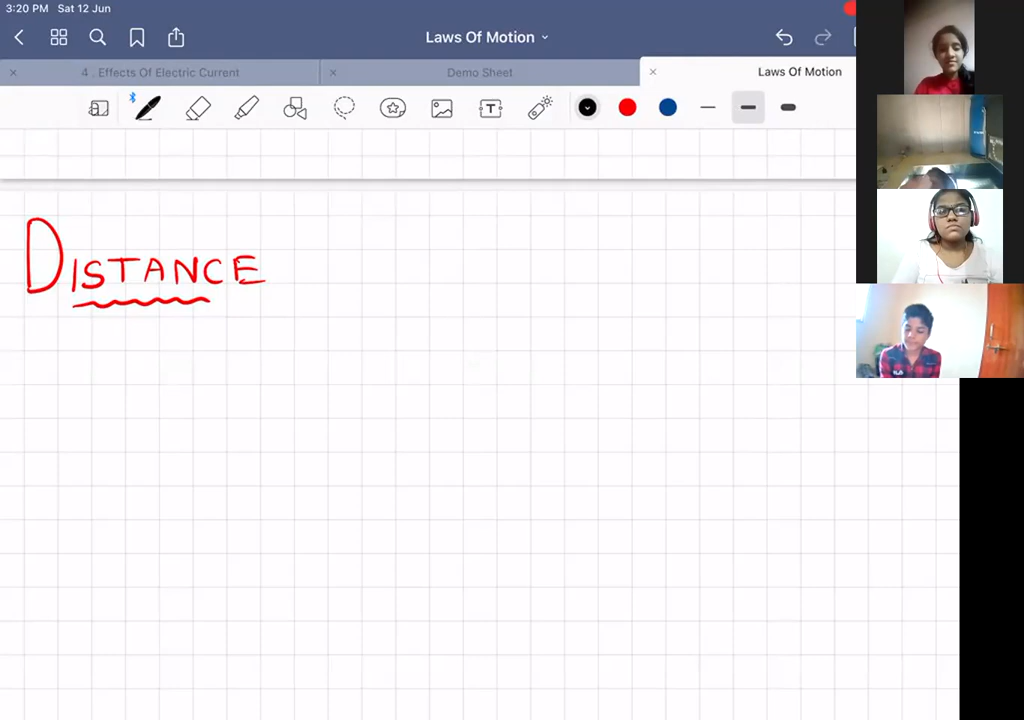 3:20 PM Sat 12 Jun
Laws Of Motion
4 . Effects Of Electric Current
Demo Sheet
Laws Of Motion
T
DISTANCE